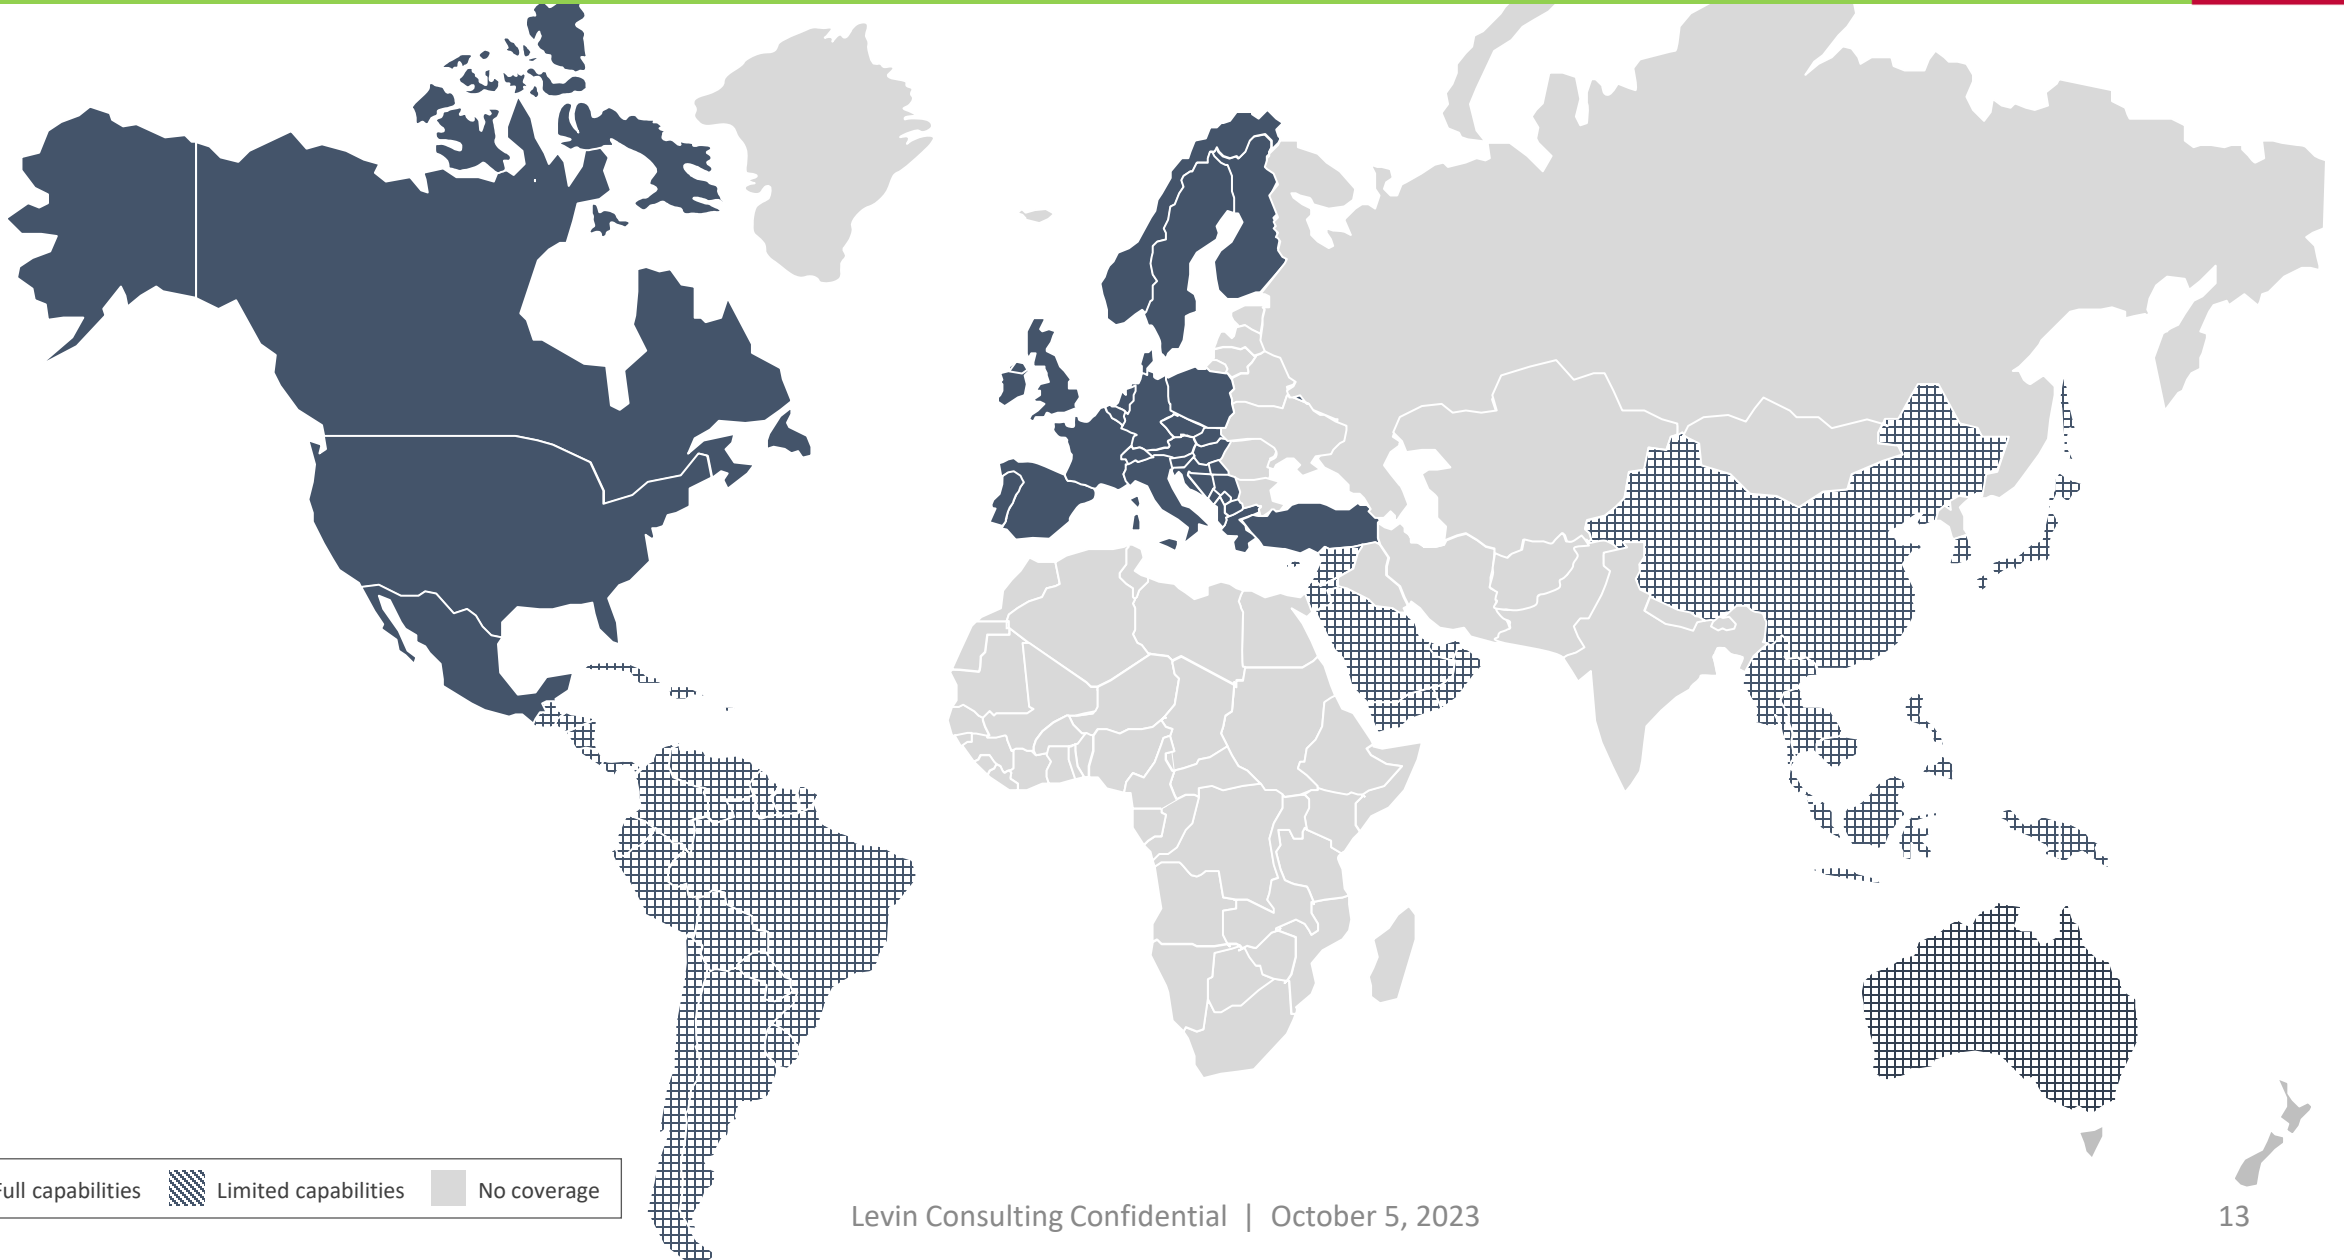 ull capabilities
Limited capabilities
No coverage
Levin Consulting Confidential | October 5, 2023
13